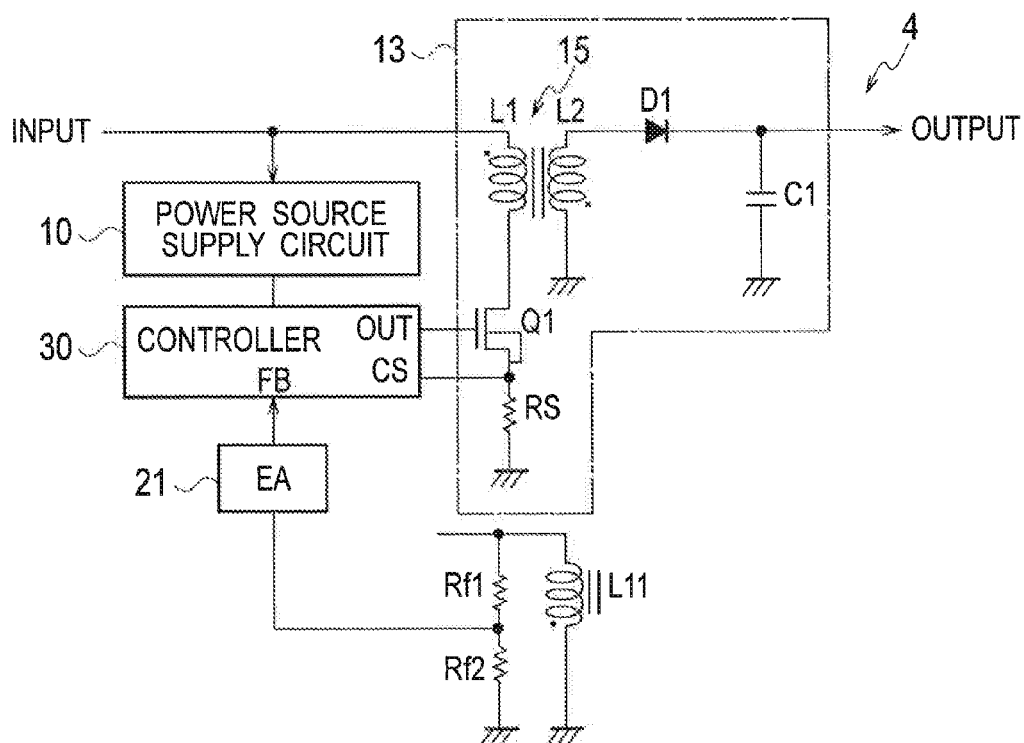 13
15
4
L1
L2
D1
INPUT
OUTPUT
C1
10
POWER SOURCE
SUPPLY CIRCUIT
30
CONTROLLER
OUT
Q1
CS
FB
RS
21
EA
Rf1
L11
Rf2